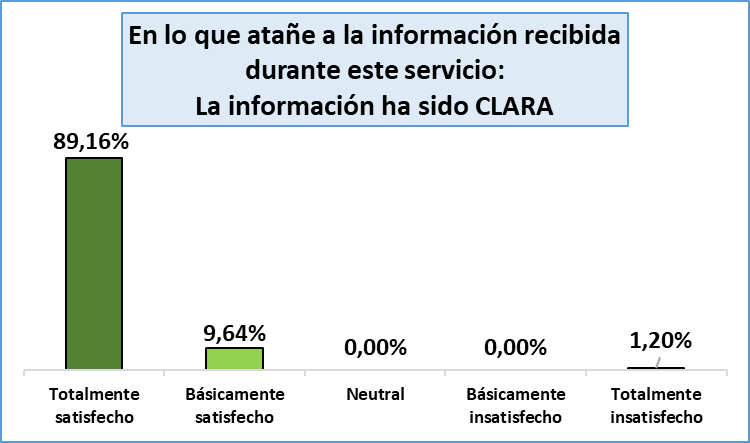 En lo que atañe a la información recibida
durante este servicio:
La información ha sido CLARA
89,16%
9,64%
0,00%
0,00%
1,20%
Totalmente
satisfecho
Básicamente
satisfecho
Neutral
Básicamente
insatisfecho
Totalmente
insatisfecho